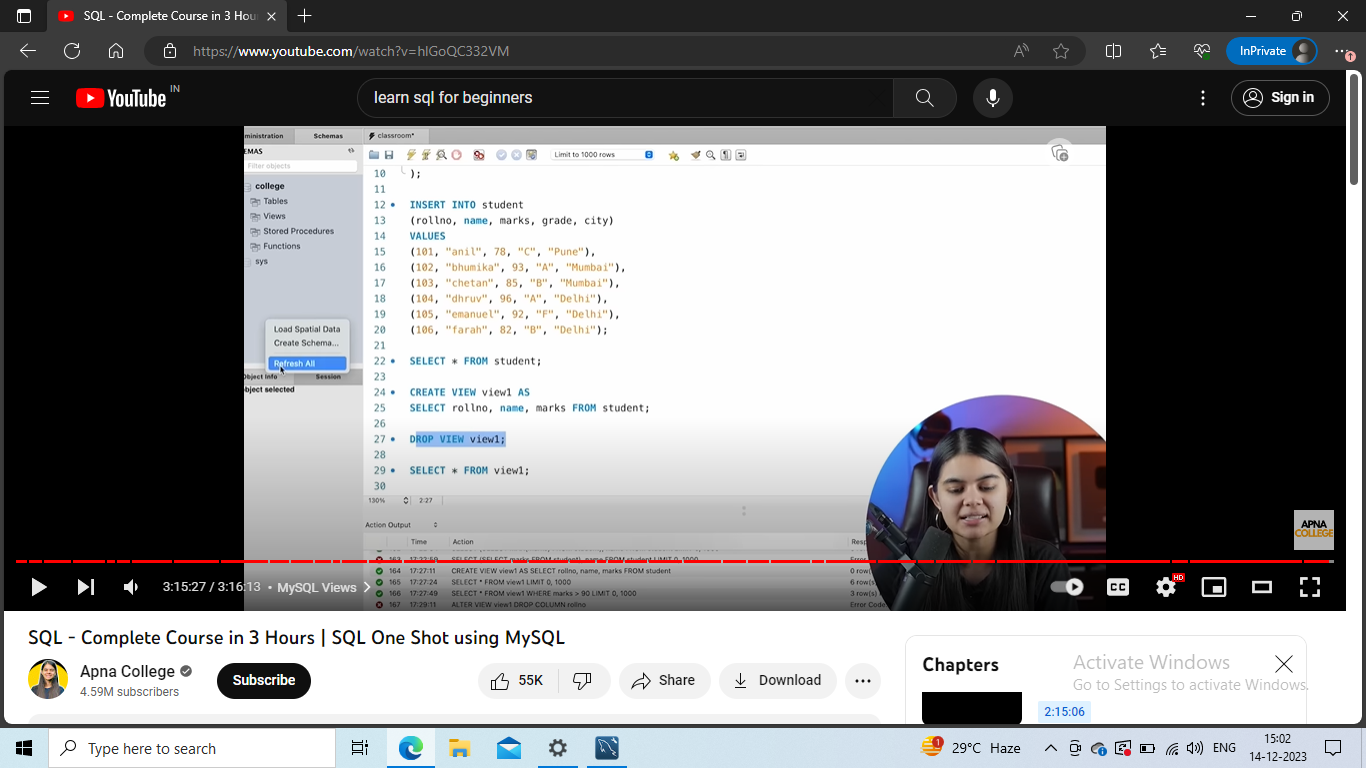 SQL - Complete Course in 3 Hou
https://www.youtube.com/watch?v=hlGoQC332VM
InPrivate
YouTube IN
learn sql for beginners
Sign in
ministration Schemas classroom*
EMAS
Filter objects
college
Tables
Views
Stored Procedures
Functions
sys
Load Spatial Data
Create Schema...
Refresh All
Object Info Session
object selected
Limit to 1000 rows
10 );
11
12 INSERT INTO student
13 (rollno, name, marks, grade, city)
14 VALUES
15 (101, "anil", 78, "C", "Pune"),
16 (102, "bhumika", 93, "A", "Mumbai"),
17 (103, "chetan", 85, "B", "Mumbai"),
18 (104, "dhruv", 96, "A", "Delhi"),
19 (105, "emanuel", 92, "F", "Delhi"),
20 (106, "farah", 82, "B", "Delhi");
21
22 SELECT * FROM student;
23
24 CREATE VIEW view1 AS
25 SELECT rollno, name, marks FROM student;
26
27 DROP VIEW view1;
28
29 SELECT * FROM view1;
30
130% 2:27
Action Output
Time Action Resp
163 17:22:59 SELECT (SELECT marks FROM student), name FROM student LIMIT 0, 1000
164 17:27:11 CREATE VIEW view1 AS SELECT rollno, name, marks FROM student 0 row(s)
165 17:27:24 SELECT * FROM view1 LIMIT 0, 1000 6 row(s)
166 17:27:49 SELECT * FROM view1 WHERE marks > 90 LIMIT 0, 1000 3 row(s)
167 17:29:11 ALTER VIEW view1 DROP COLUMN rollno Error Code
APNA
COLLEGE
3:15:27 / 3:16:13 • MySQL Views
CC
HD
SQL - Complete Course in 3 Hours | SQL One Shot using MySQL
Apna College
4.59M subscribers
Subscribe
55K
Share
Download
Chapters
Activate Windows
Go to Settings to activate Windows.
2:15:06
Type here to search
1
29°C Haze
ENG
15:02
14-12-2023